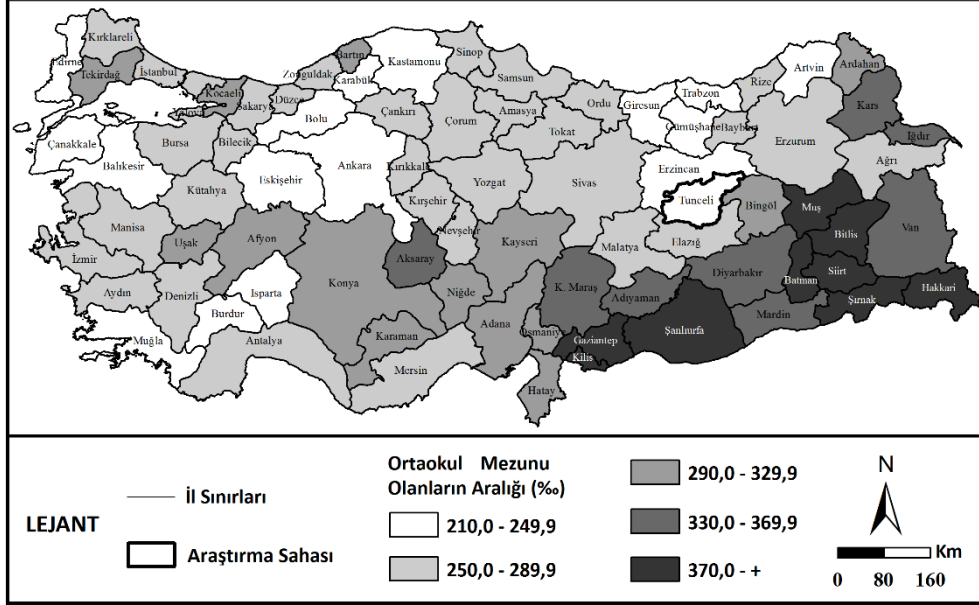 Kırklareli
Edirne
Tekirdağ
İstanbul
Kocaeli
Yalova
Sakarya
Düzce
Zonguldak
Bartın
Karabük
Kastamonu
Sinop
Samsun
Ordu
Giresun
Trabzon
Rize
Artvin
Ardahan
Kars
Iğdır
Ağrı
Erzurum
Bayburt
Gümüşhane
Erzincan
Tunceli
Çanakkale
Balıkesir
Bursa
Bilecik
Bolu
Çankırı
Çorum
Amasya
Tokat
Sivas
Yozgat
Kırıkkale
Ankara
Eskişehir
Kütahya
Manisa
Uşak
Afyon
Kırşehir
Nevşehir
Kayseri
Malatya
Elazığ
Bingöl
Muş
Bitlis
Van
İzmir
Aydın
Denizli
Isparta
Burdur
Konya
Aksaray
Niğde
K. Maraş
Adıyaman
Diyarbakır
Batman
Siirt
Şırnak
Hakkari
Mardin
Şanlıurfa
Gaziantep
Kilis
Osmaniye
Adana
Hatay
Karaman
Mersin
Antalya
Muğla
LEJANT
İl Sınırları
Araştırma Sahası
Ortaokul Mezunu
Olanların Aralığı (‰)
210,0 - 249,9
250,0 - 289,9
290,0 - 329,9
330,0 - 369,9
370,0 - +
N
Km
0 80 160